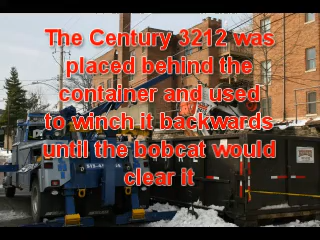 The Century 3212 was
placed behind the
container and used
to winch it backwards
until the bobcat would
clear it